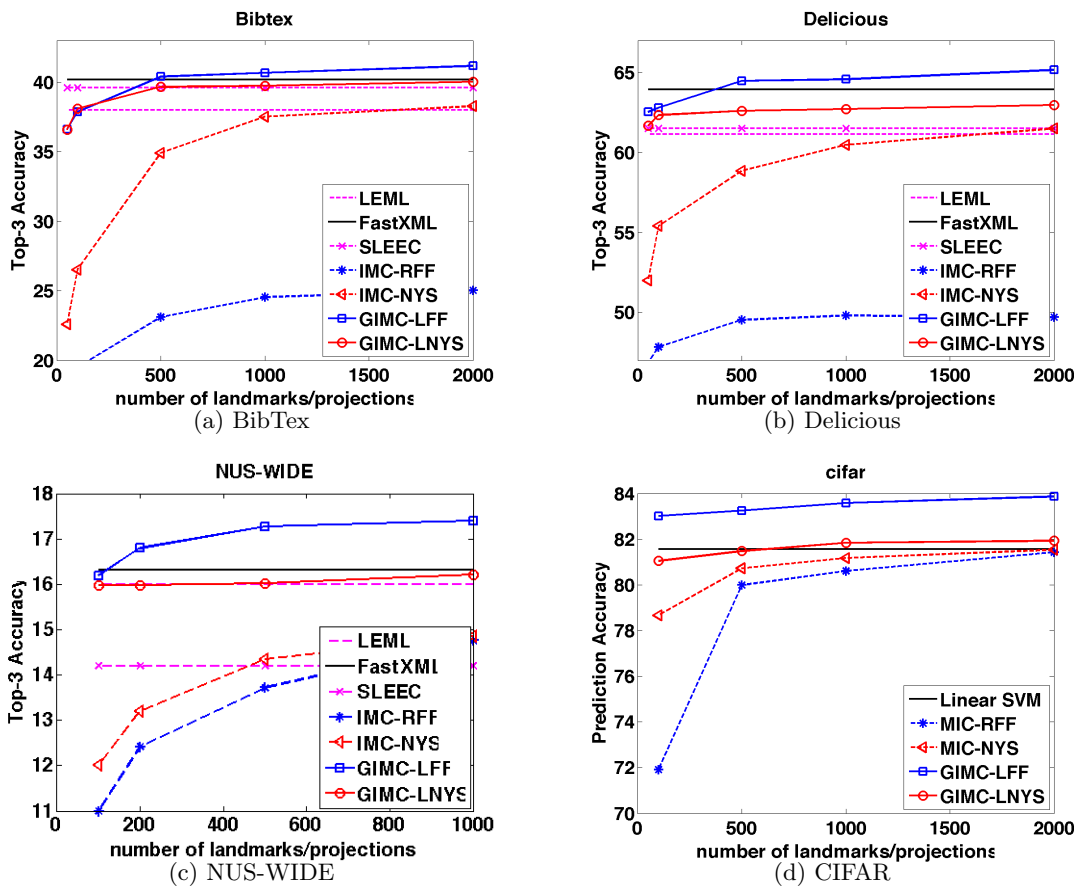 Bibtex
Top-3 Accuracy
40
35
30
25
20
0 500 1000 1500 2000
LEML
FastXML
SLEEC
IMC-RFF
IMC-NYS
GIMC-LFF
GIMC-LNYS
number of landmarks/projections
(a) BibTex
Delicious
Top-3 Accuracy
65
60
55
50
0 500 1000 1500 2000
LEML
FastXML
SLEEC
IMC-RFF
IMC-NYS
GIMC-LFF
GIMC-LNYS
number of landmarks/projections
(b) Delicious
NUS-WIDE
Top-3 Accuracy
18
17
16
15
14
13
12
11
0 200 400 600 800 1000
LEML
FastXML
SLEEC
IMC-RFF
IMC-NYS
GIMC-LFF
GIMC-LNYS
number of landmarks/projections
(c) NUS-WIDE
cifar
Prediction Accuracy
84
82
80
78
76
74
72
70
0 500 1000 1500 2000
Linear SVM
MIC-RFF
MIC-NYS
GIMC-LFF
GIMC-LNYS
number of landmarks/projections
(d) CIFAR